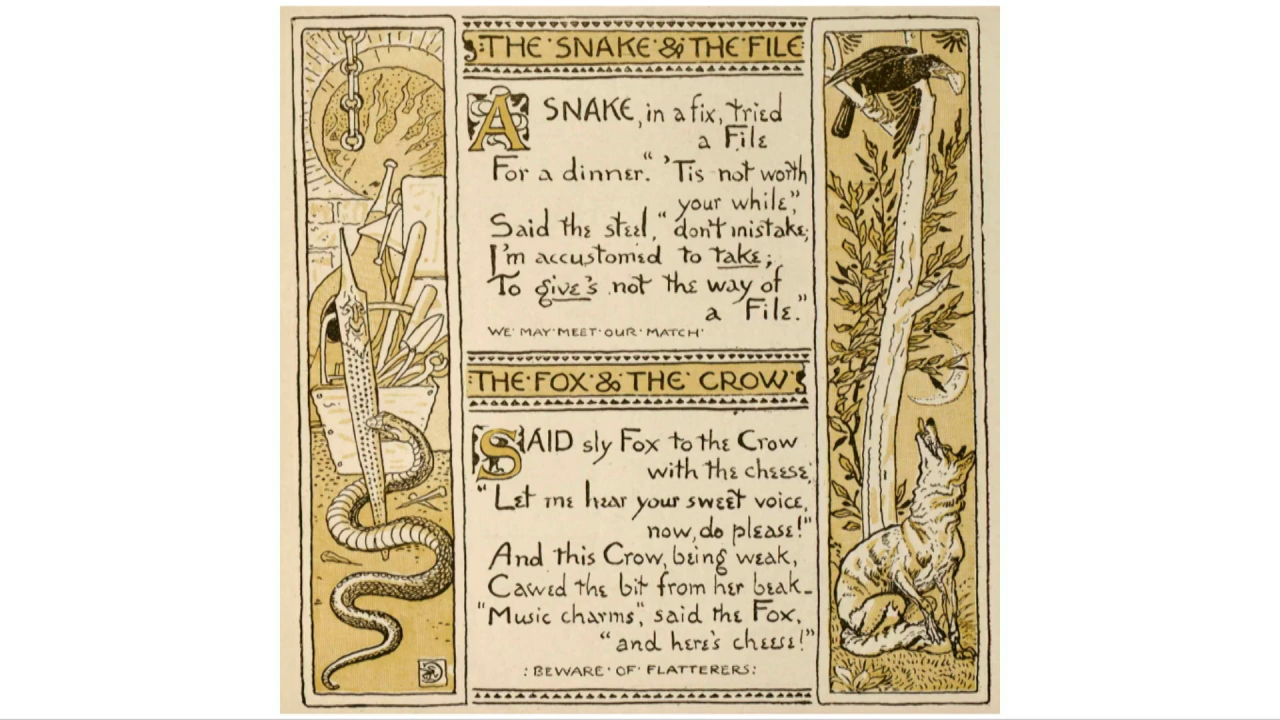 THE SNAKE & THE FILE
A SNAKE, in a fix, tried
a File
For a dinner. "'Tis not worth
your while,"
Said the steel, "don't mistake;
I'm accustomed to take;
To give's not the way of
a File."
WE·MAY·MEET·OUR·MATCH·
THE·FOX·&·THE·CROW
SAID sly Fox to the Crow
with the cheese,
"Let me hear your sweet voice,
now, do please!"
And this Crow, being weak,
Cawed the bit from her beak–
"Music charms," said the Fox,
"and here's cheese!"
:BEWARE·OF·FLATTERERS: